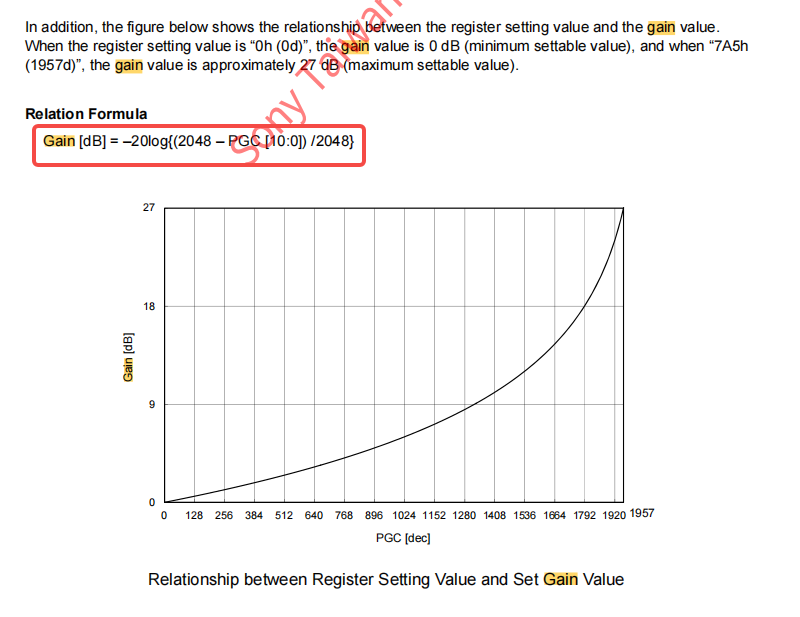 In addition, the figure below shows the relationship between the register setting value and the gain value.
When the register setting value is “0h (0d)”, the gain value is 0 dB (minimum settable value), and when “7A5h
(1957d)”, the gain value is approximately 27 dB (maximum settable value).
Sony Taiwan
Relation Formula
Gain [dB] = –20log{(2048 – PGC [10:0]) /2048}
27
18
9
0
Gain [dB]
0 128 256 384 512 640 768 896 1024 1152 1280 1408 1536 1664 1792 1920 1957
PGC [dec]
Relationship between Register Setting Value and Set Gain Value